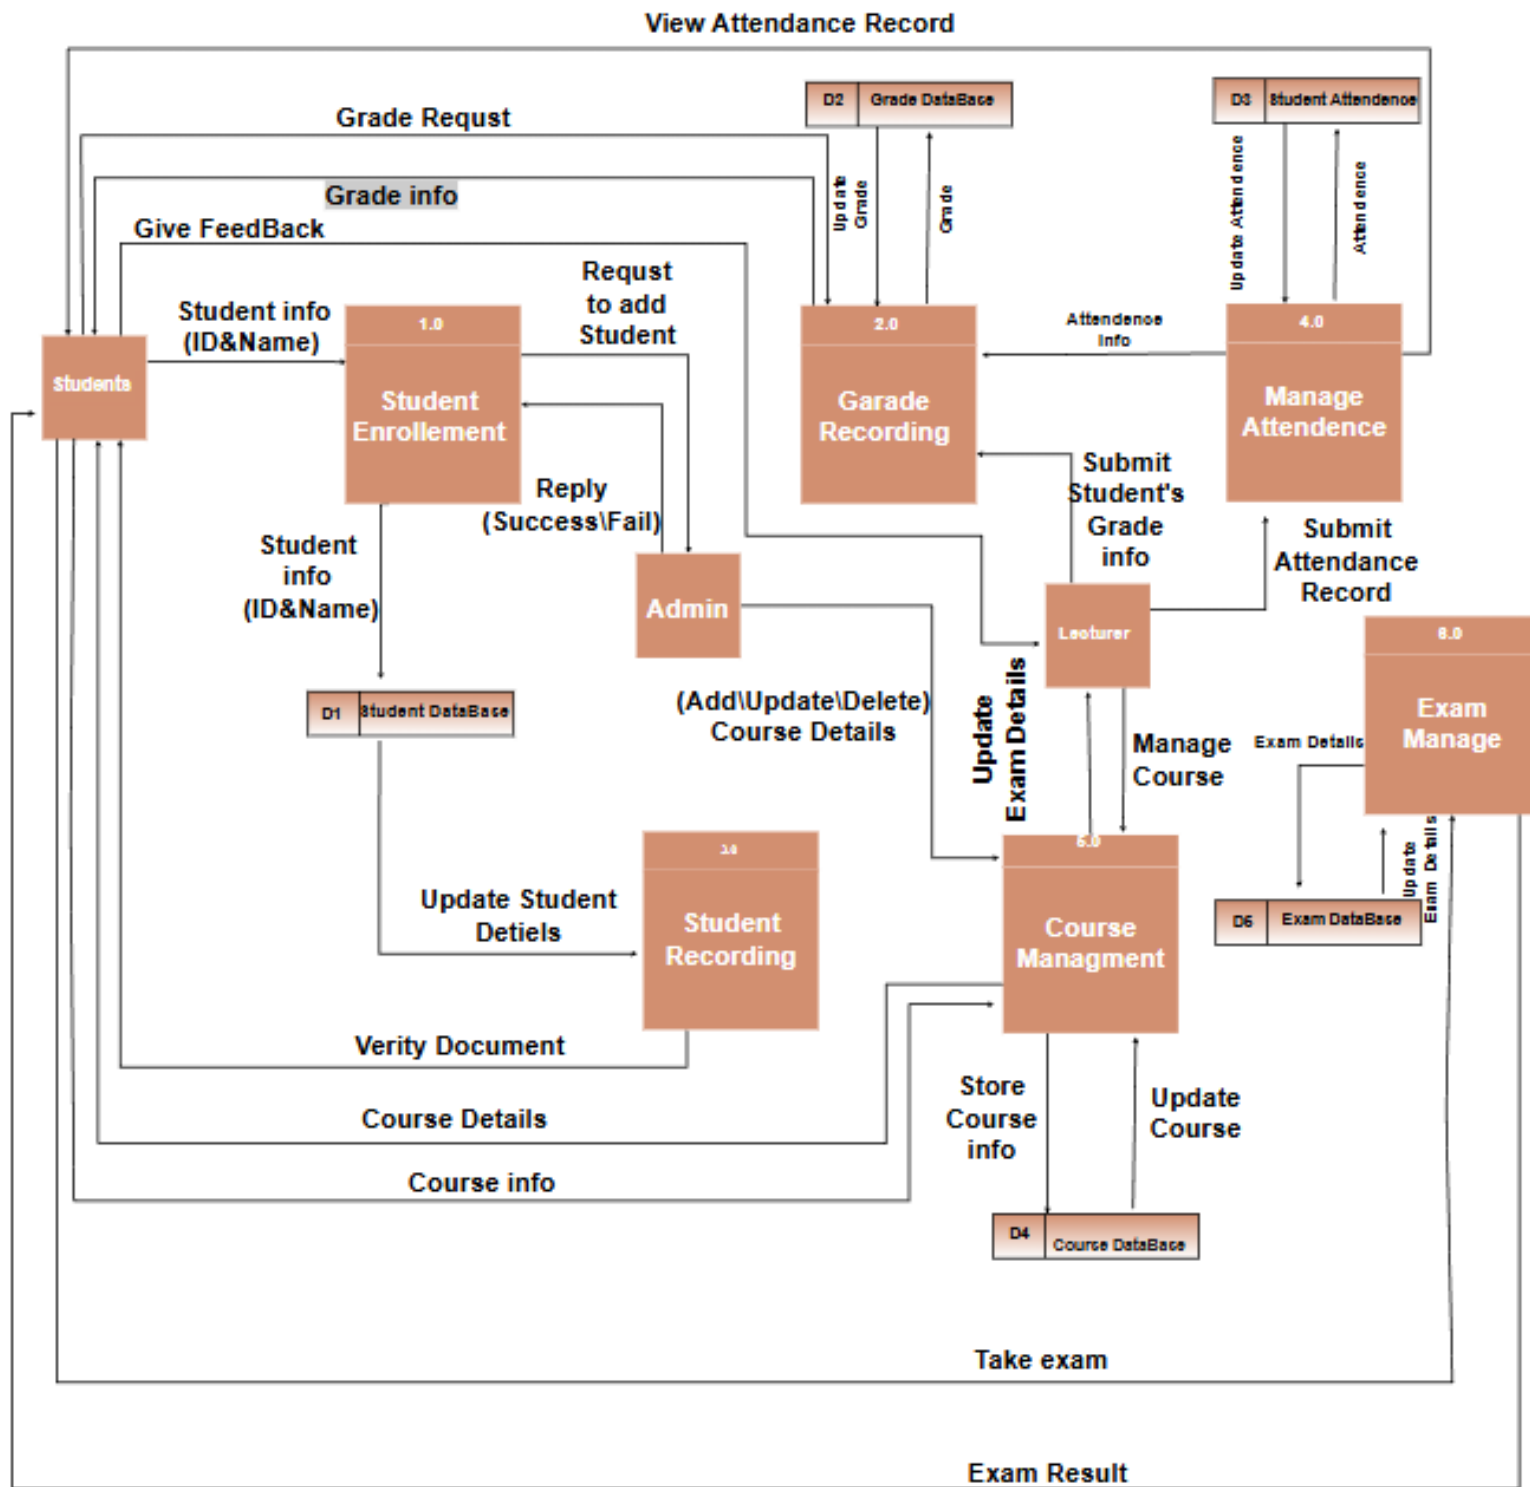 View Attendance Record
D2 Grade DataBase
D3 Student Attendence
Grade Requst
Update
Grade
Grade
Update Attendence
Attendence
Grade info
Give FeedBack
Requst
to add
Student
Student info
(ID&Name)
1.0
Student
Enrollement
2.0
Garade
Recording
Attendence
Info
4.0
Manage
Attendence
Students
Reply
(Success\Fail)
Submit
Student's
Grade
info
Submit
Attendance
Record
Student
info
(ID&Name)
Admin
Lecturer
6.0
Exam
Manage
D1 Student DataBase
(Add\Update\Delete)
Course Details
Update
Exam Details
Manage
Course
Exam Details
Update
Exam Details
3.0
Student
Recording
5.0
Course
Managment
Update Student
Detiels
D5 Exam DataBase
Verity Document
Course Details
Course info
Store
Course
info
Update
Course
D4 Course DataBase
Take exam
Exam Result